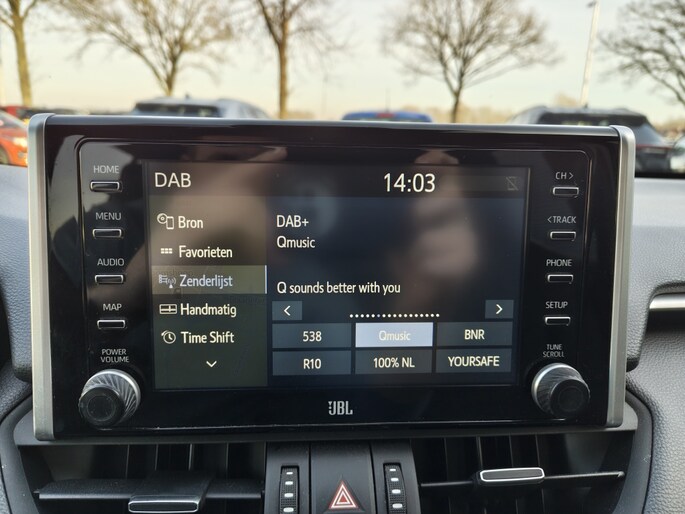 HOME
MENU
AUDIO
MAP
POWER
VOLUME
DAB
14:03
Bron
Favorieten
Zenderlijst
Handmatig
Time Shift
DAB+
Qmusic
Q sounds better with you
538
Qmusic
BNR
R10
100% NL
YOURSAFE
CH >
< TRACK
PHONE
SETUP
TUNE
SCROLL
JBL